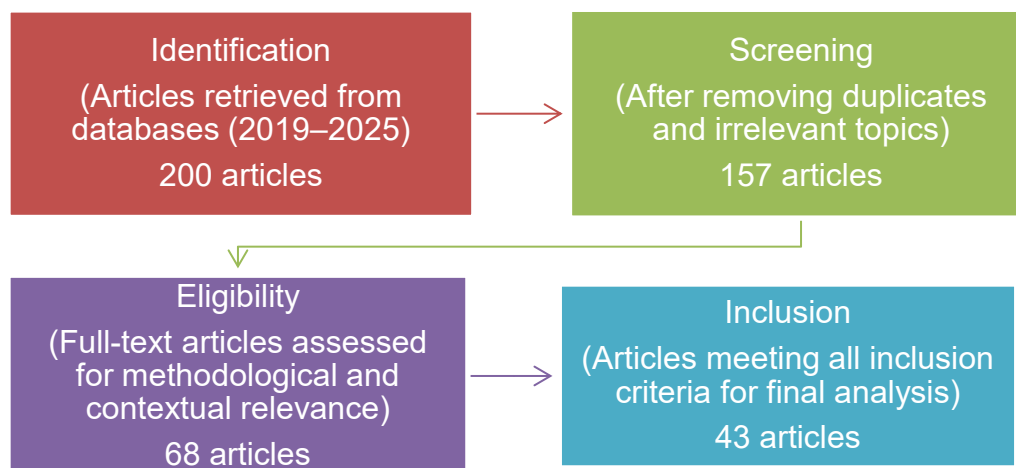 Identification
(Articles retrieved from
databases (2019–2025)
200 articles
Screening
(After removing duplicates
and irrelevant topics)
157 articles
Eligibility
(Full-text articles assessed
for methodological and
contextual relevance)
68 articles
Inclusion
(Articles meeting all inclusion
criteria for final analysis)
43 articles